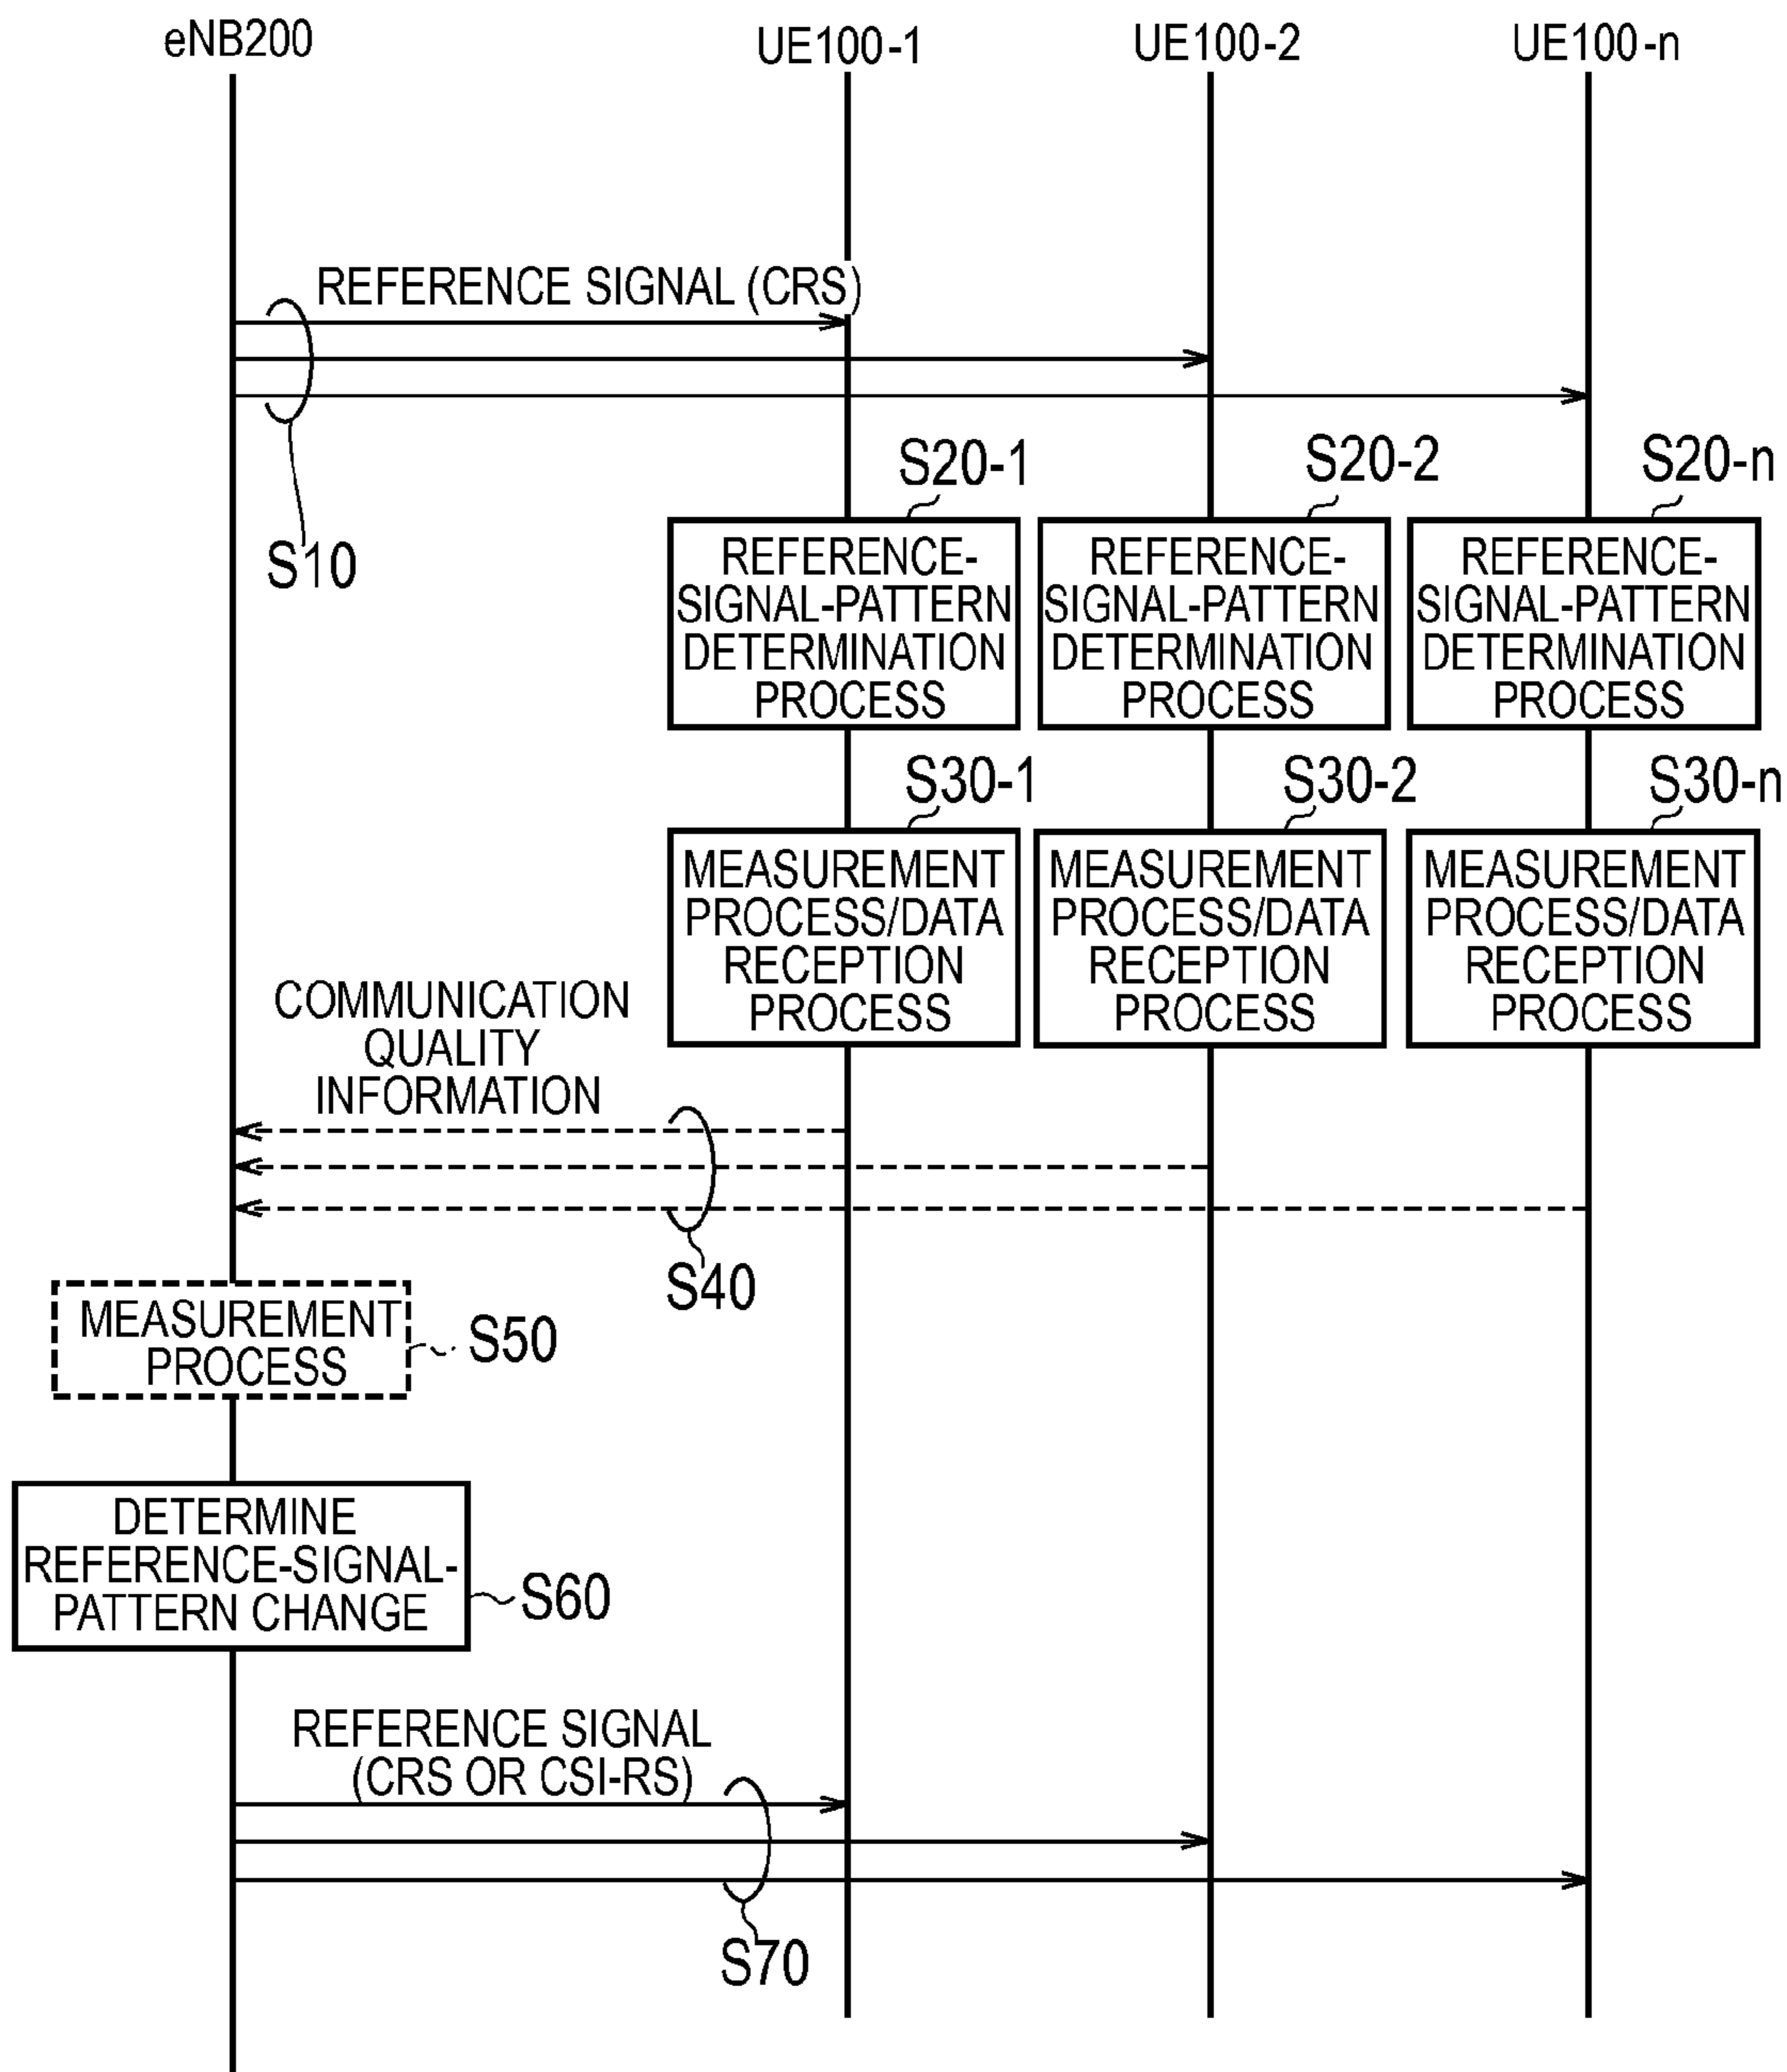 eNB200
UE100-1
UE100-2
UE100-n
REFERENCE SIGNAL (CRS)
S10
S20-1
S20-2
S20-n
REFERENCE-
SIGNAL-PATTERN
DETERMINATION
PROCESS
REFERENCE-
SIGNAL-PATTERN
DETERMINATION
PROCESS
REFERENCE-
SIGNAL-PATTERN
DETERMINATION
PROCESS
S30-1
S30-2
S30-n
MEASUREMENT
PROCESS/DATA
RECEPTION
PROCESS
MEASUREMENT
PROCESS/DATA
RECEPTION
PROCESS
MEASUREMENT
PROCESS/DATA
RECEPTION
PROCESS
COMMUNICATION
QUALITY
INFORMATION
S40
MEASUREMENT
PROCESS
S50
DETERMINE
REFERENCE-SIGNAL-
PATTERN CHANGE
S60
REFERENCE SIGNAL
(CRS OR CSI-RS)
S70